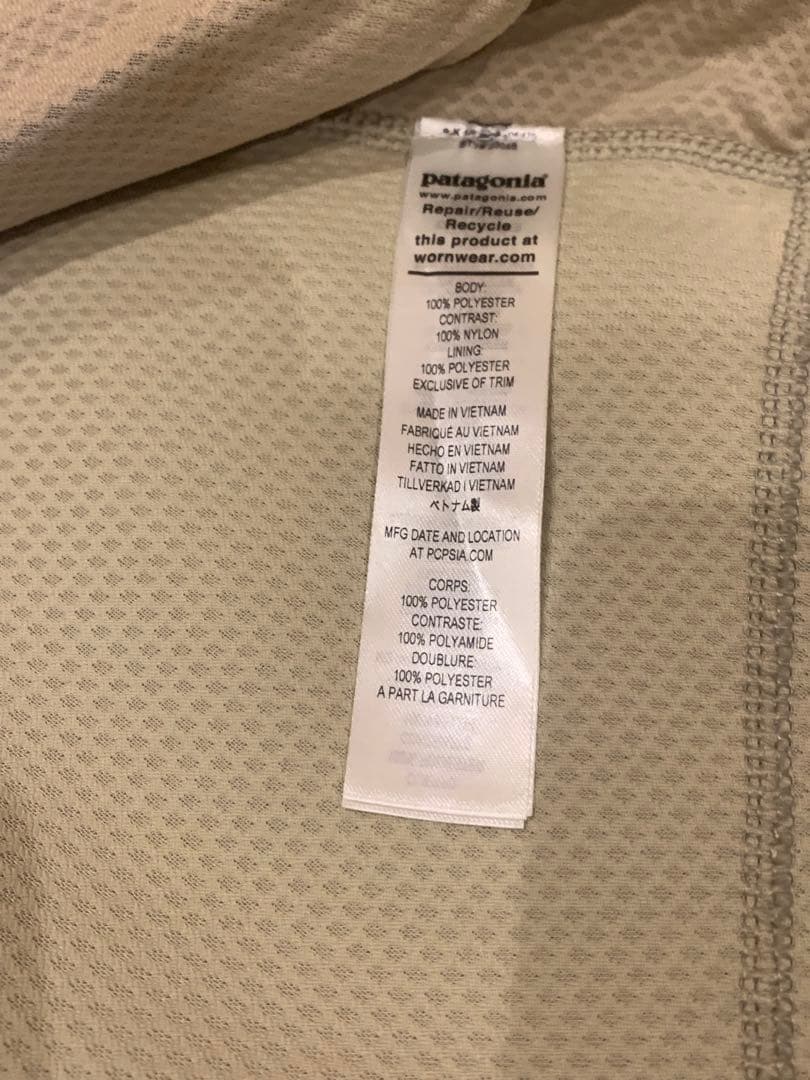 patagonia®
www.patagonia.com
Repair/Reuse/
Recycle
this product at
wornwear.com
BODY:
100% POLYESTER
CONTRAST:
100% NYLON
LINING:
100% POLYESTER
EXCLUSIVE OF TRIM
MADE IN VIETNAM
FABRIQUÉ AU VIETNAM
HECHO EN VIETNAM
FATTO IN VIETNAM
TILLVERKAD I VIETNAM
ベトナム製
MFG DATE AND LOCATION
AT PCPSIA.COM
CORPS:
100% POLYESTER
CONTRASTE:
100% POLYAMIDE
DOUBLURE:
100% POLYESTER
A PART LA GARNITURE